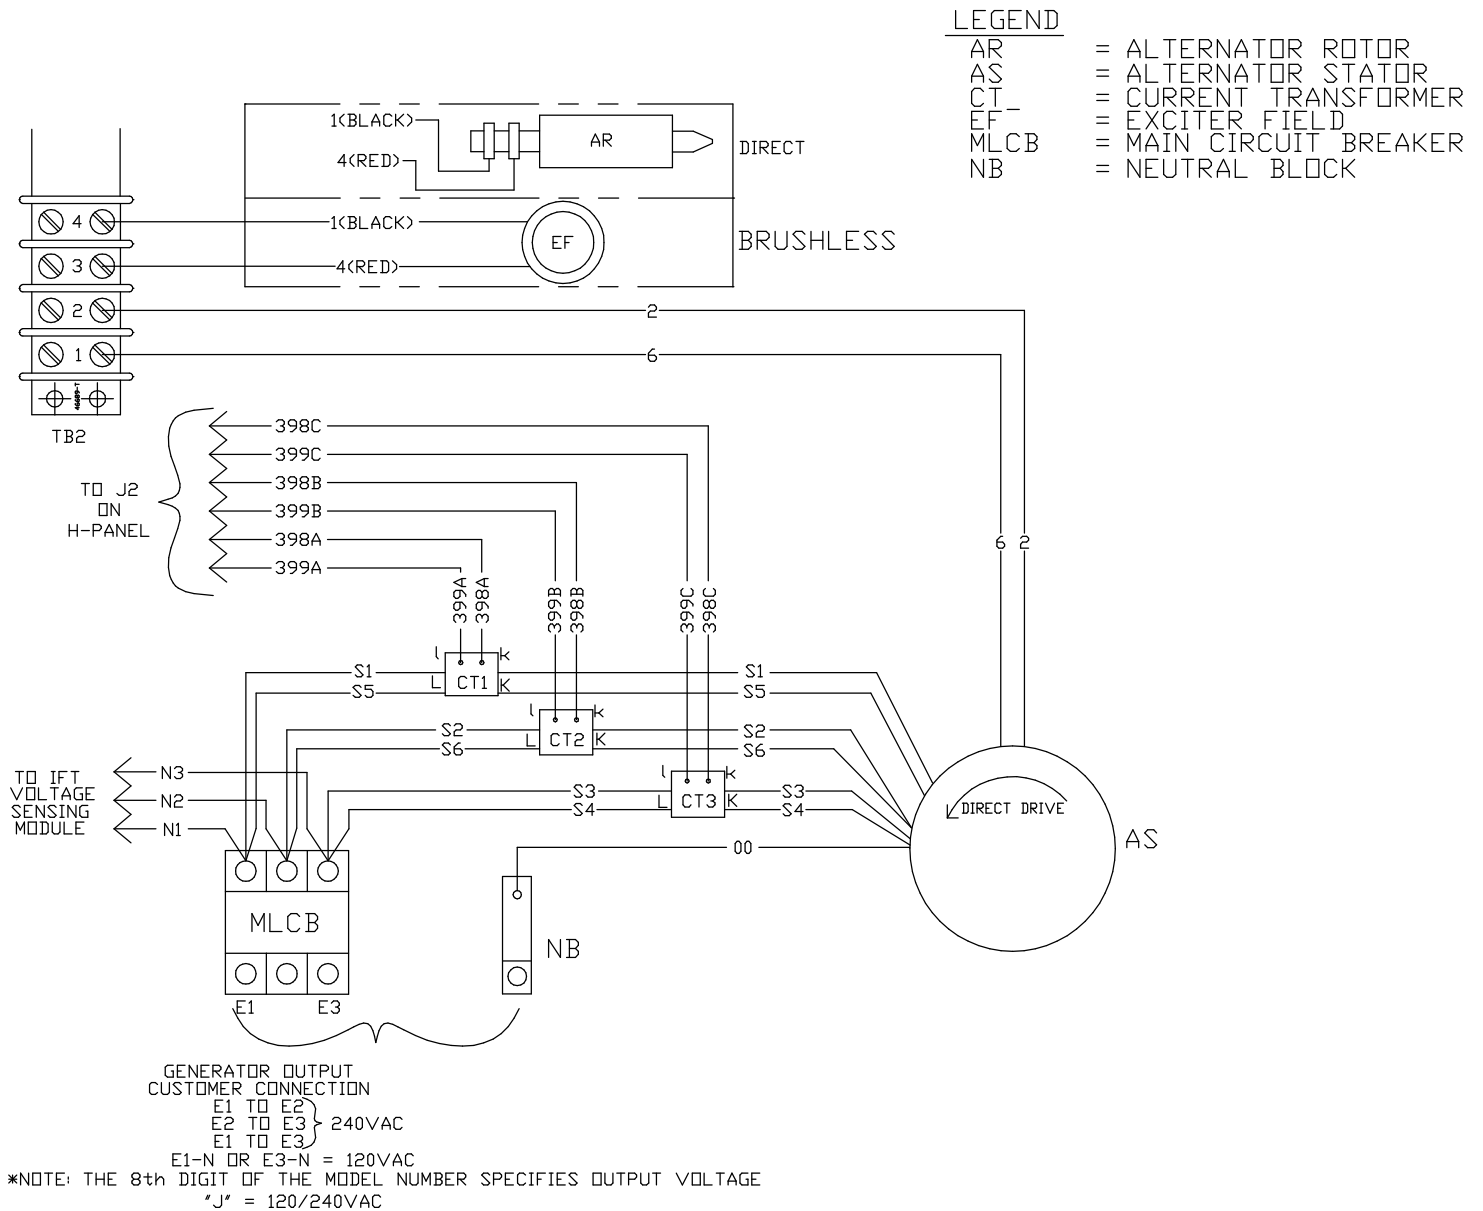 LEGEND
AR = ALTERNATOR ROTOR
AS = ALTERNATOR STATOR
CT_ = CURRENT TRANSFORMER
EF = EXCITER FIELD
MLCB = MAIN CIRCUIT BREAKER
NB = NEUTRAL BLOCK
1(BLACK)
4(RED)
AR
DIRECT
4
1(BLACK)
EF
BRUSHLESS
3
4(RED)
2
2
1
6
46689-T
TB2
398C
399C
398B
399B
398A
399A
TO J2
ON
H-PANEL
6 2
399A
398A
399B
398B
399C
398C
l k
L CT1 K
S1 S1
S5 S5
l k
L CT2 K
S2 S2
S6 S6
l k
L CT3 K
S3 S3
S4 S4
TO IFT
VOLTAGE
SENSING
MODULE
N3
N2
N1
DIRECT DRIVE
AS
00
MLCB
NB
E1 E3
GENERATOR OUTPUT
CUSTOMER CONNECTION
E1 TO E2
E2 TO E3 240VAC
E1 TO E3
E1-N OR E3-N = 120VAC
*NOTE: THE 8th DIGIT OF THE MODEL NUMBER SPECIFIES OUTPUT VOLTAGE
"J" = 120/240VAC